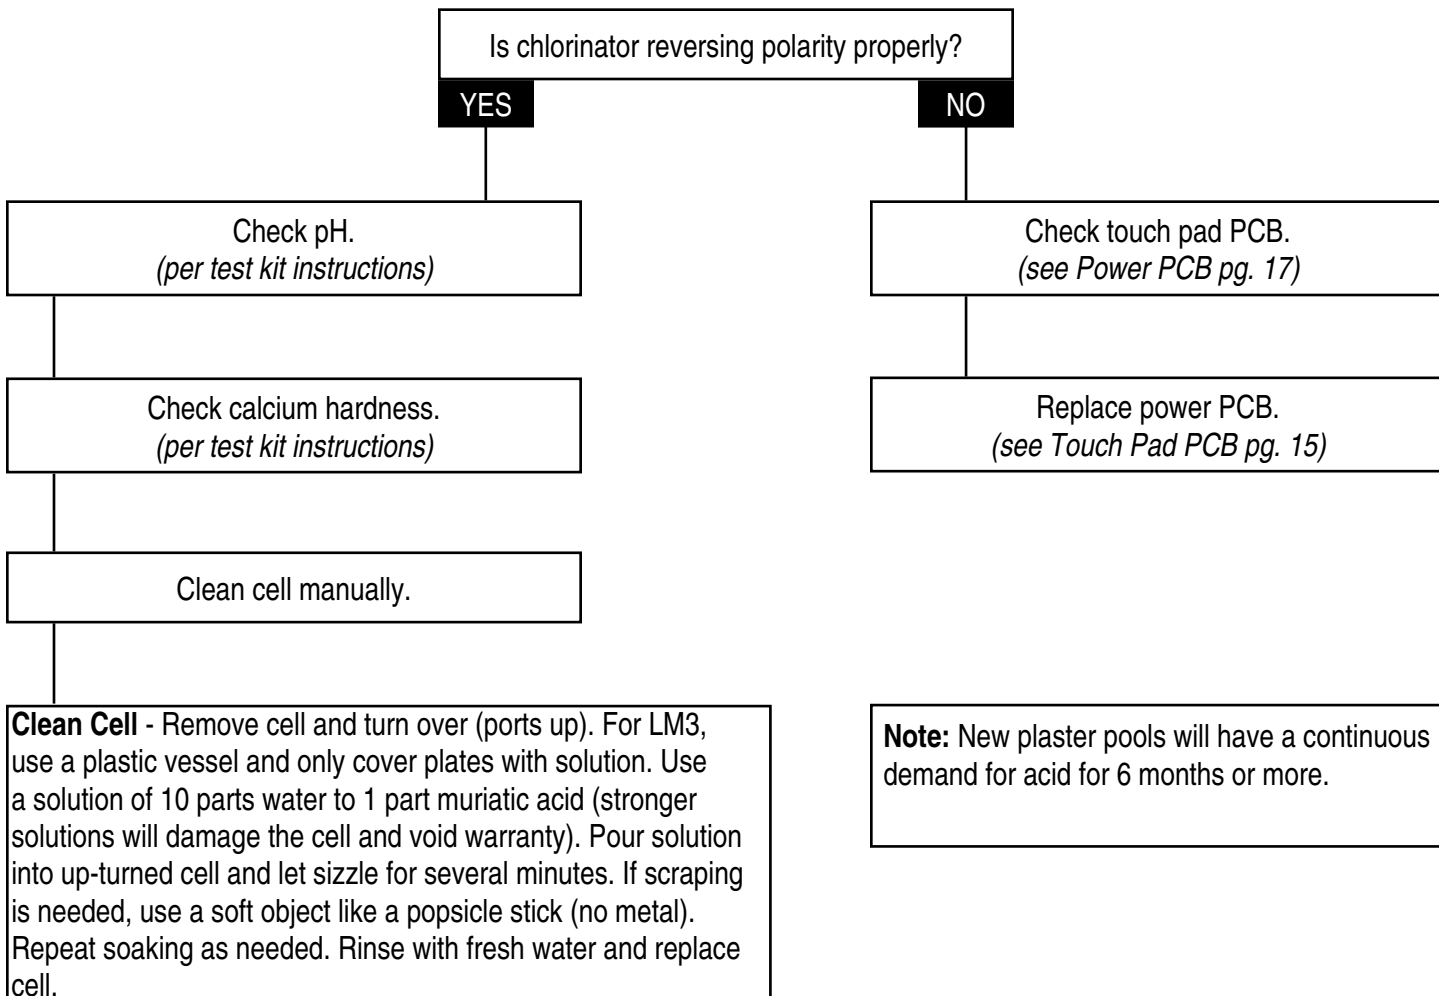 Is chlorinator reversing polarity properly?
YES
NO
Check pH.
(per test kit instructions)
Check touch pad PCB.
(see Power PCB pg. 17)
Check calcium hardness.
(per test kit instructions)
Replace power PCB.
(see Touch Pad PCB pg. 15)
Clean cell manually.
Clean Cell - Remove cell and turn over (ports up). For LM3,
use a plastic vessel and only cover plates with solution. Use
a solution of 10 parts water to 1 part muriatic acid (stronger
solutions will damage the cell and void warranty). Pour solution
into up-turned cell and let sizzle for several minutes. If scraping
is needed, use a soft object like a popsicle stick (no metal).
Repeat soaking as needed. Rinse with fresh water and replace
cell.
Note: New plaster pools will have a continuous
demand for acid for 6 months or more.